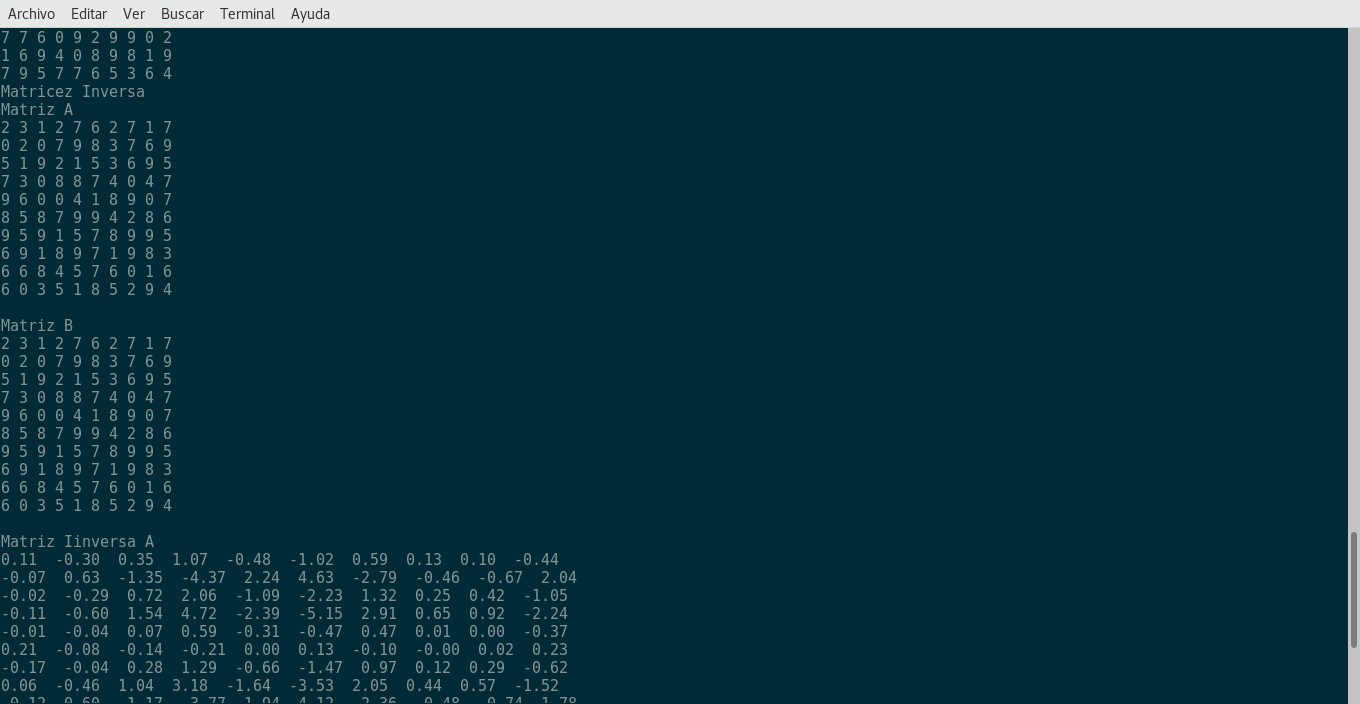 Archivo Editar Ver Buscar Terminal Ayuda
7 7 6 0 9 2 9 9 0 2
1 6 9 4 0 8 9 8 1 9
7 9 5 7 7 6 5 3 6 4
Matricez Inversa
Matriz A
2 3 1 2 7 6 2 7 1 7
0 2 0 7 9 8 3 7 6 9
5 1 9 2 1 5 3 6 9 5
7 3 0 8 8 7 4 0 4 7
9 6 0 0 4 1 8 9 0 7
8 5 8 7 9 9 4 2 8 6
9 5 9 1 5 7 8 9 9 5
6 9 1 8 9 7 1 9 8 3
6 6 8 4 5 7 6 0 1 6
6 0 3 5 1 8 5 2 9 4
Matriz B
2 3 1 2 7 6 2 7 1 7
0 2 0 7 9 8 3 7 6 9
5 1 9 2 1 5 3 6 9 5
7 3 0 8 8 7 4 0 4 7
9 6 0 0 4 1 8 9 0 7
8 5 8 7 9 9 4 2 8 6
9 5 9 1 5 7 8 9 9 5
6 9 1 8 9 7 1 9 8 3
6 6 8 4 5 7 6 0 1 6
6 0 3 5 1 8 5 2 9 4
Matriz Iinversa A
0.11 -0.30 0.35 1.07 -0.48 -1.02 0.59 0.13 0.10 -0.44
-0.07 0.63 -1.35 -4.37 2.24 4.63 -2.79 -0.46 -0.67 2.04
-0.02 -0.29 0.72 2.06 -1.09 -2.23 1.32 0.25 0.42 -1.05
-0.11 -0.60 1.54 4.72 -2.39 -5.15 2.91 0.65 0.92 -2.24
-0.01 -0.04 0.07 0.59 -0.31 -0.47 0.47 0.01 0.00 -0.37
0.21 -0.08 -0.14 -0.21 0.00 0.13 -0.10 -0.00 0.02 0.23
-0.17 -0.04 0.28 1.29 -0.66 -1.47 0.97 0.12 0.29 -0.62
0.06 -0.46 1.04 3.18 -1.64 -3.53 2.05 0.44 0.57 -1.52